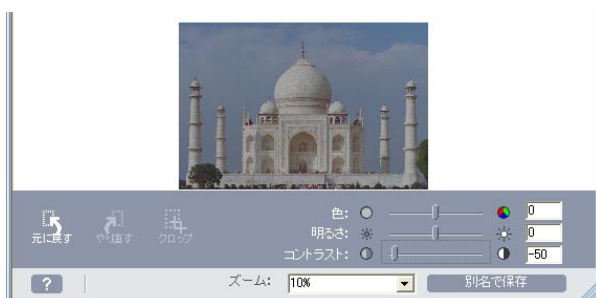 元に戻す
やり直す
クロップ
色: 0
明るさ: 0
コントラスト: -50
?
ズーム: 10%
別名で保存